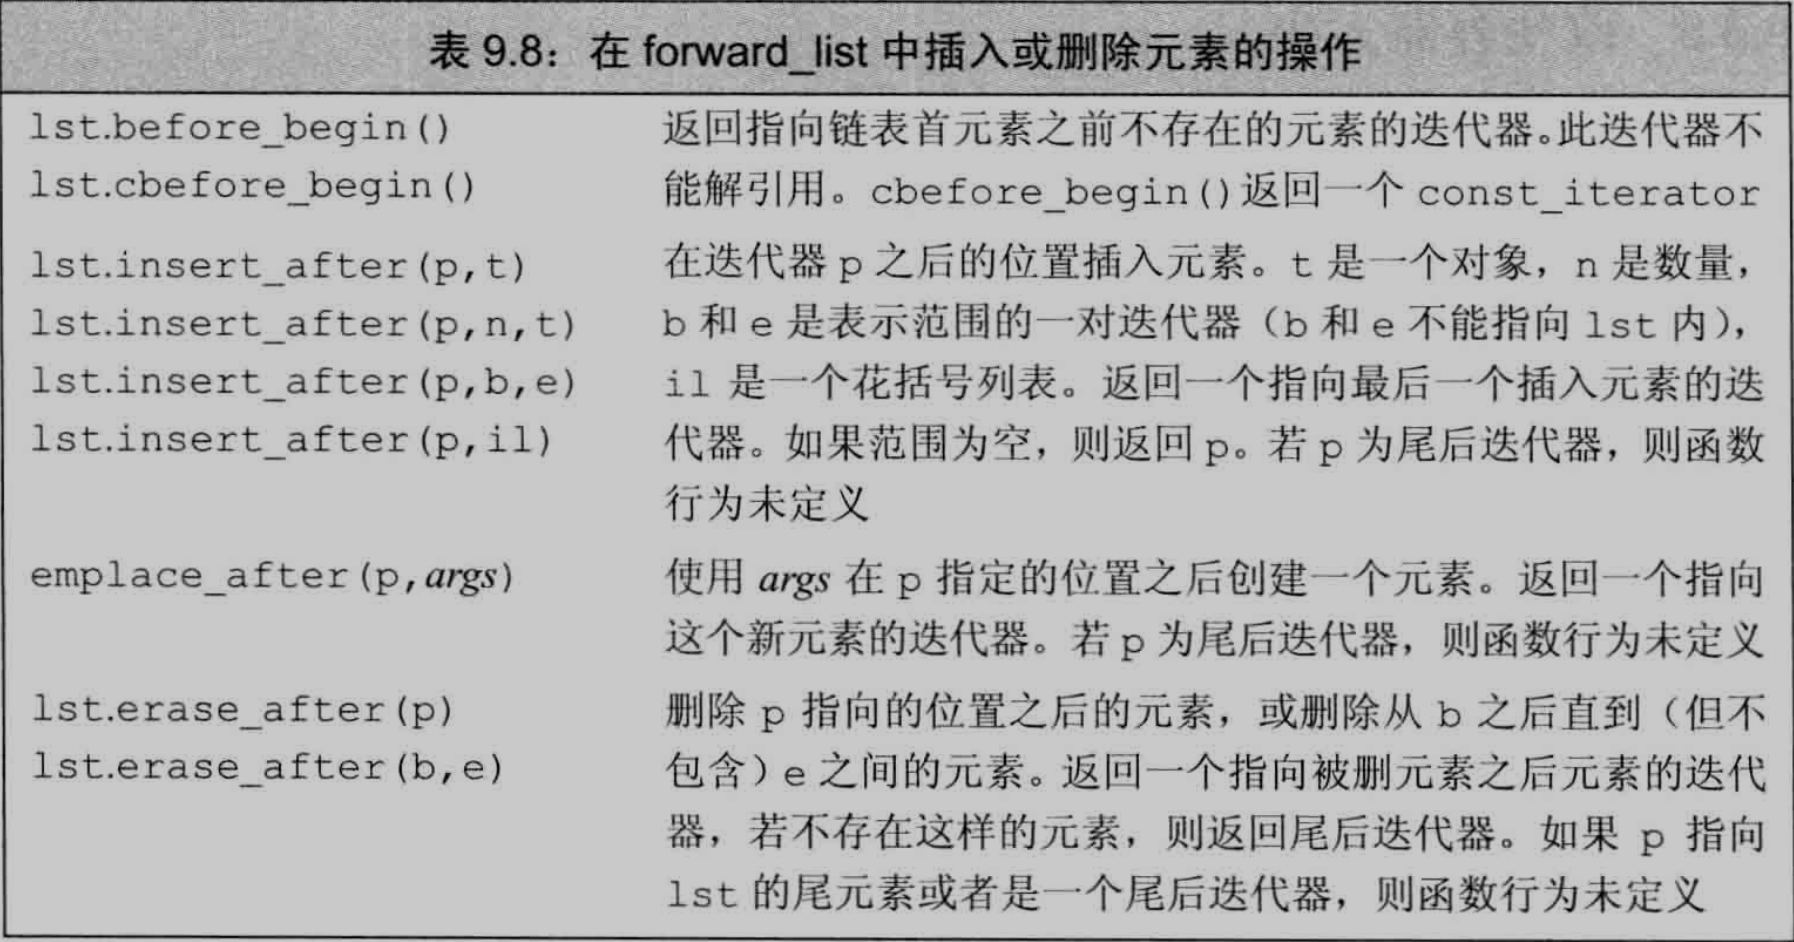 表 9.8：在 forward_list 中插入或删除元素的操作
lst.before_begin() 返回指向链表首元素之前不存在的元素的迭代器。此迭代器不
lst.cbefore_begin() 能解引用。cbefore_begin()返回一个 const_iterator
lst.insert_after(p,t) 在迭代器 p 之后的位置插入元素。t 是一个对象，n 是数量，
lst.insert_after(p,n,t) b 和 e 是表示范围的一对迭代器（b 和 e 不能指向 lst 内），
lst.insert_after(p,b,e) il 是一个花括号列表。返回一个指向最后一个插入元素的迭
lst.insert_after(p,il) 代器。如果范围为空，则返回 p。若 p 为尾后迭代器，则函数
行为未定义
emplace_after(p,args) 使用 args 在 p 指定的位置之后创建一个元素。返回一个指向
这个新元素的迭代器。若 p 为尾后迭代器，则函数行为未定义
lst.erase_after(p) 删除 p 指向的位置之后的元素，或删除从 b 之后直到（但不
lst.erase_after(b,e) 包含）e 之间的元素。返回一个指向被删元素之后元素的迭代
器，若不存在这样的元素，则返回尾后迭代器。如果 p 指向
lst 的尾元素或者是一个尾后迭代器，则函数行为未定义